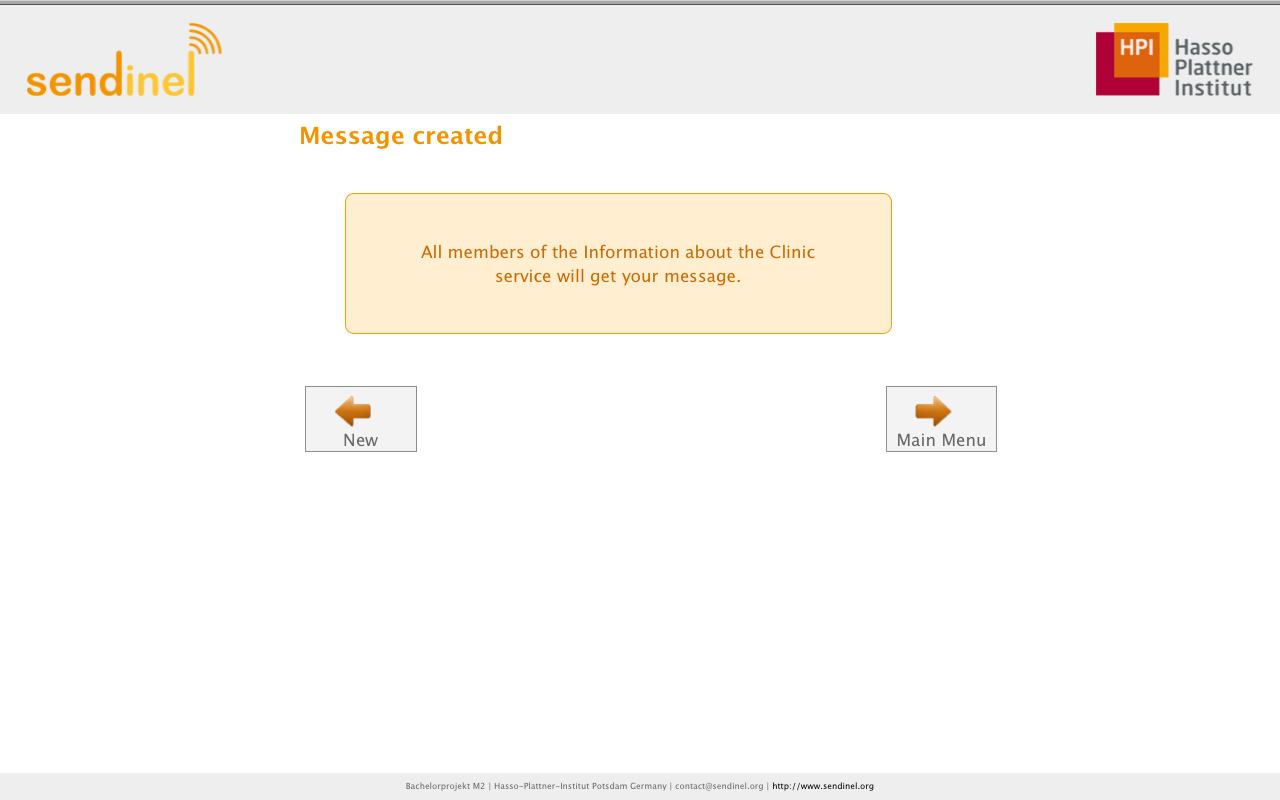 sendinel
HPI
Hasso
Plattner
Institut
Message created
All members of the Information about the Clinic
service will get your message.
New
Main Menu
Bachelorprojekt M2 | Hasso-Plattner-Institut Potsdam Germany | contact@sendinel.org | http://www.sendinel.org